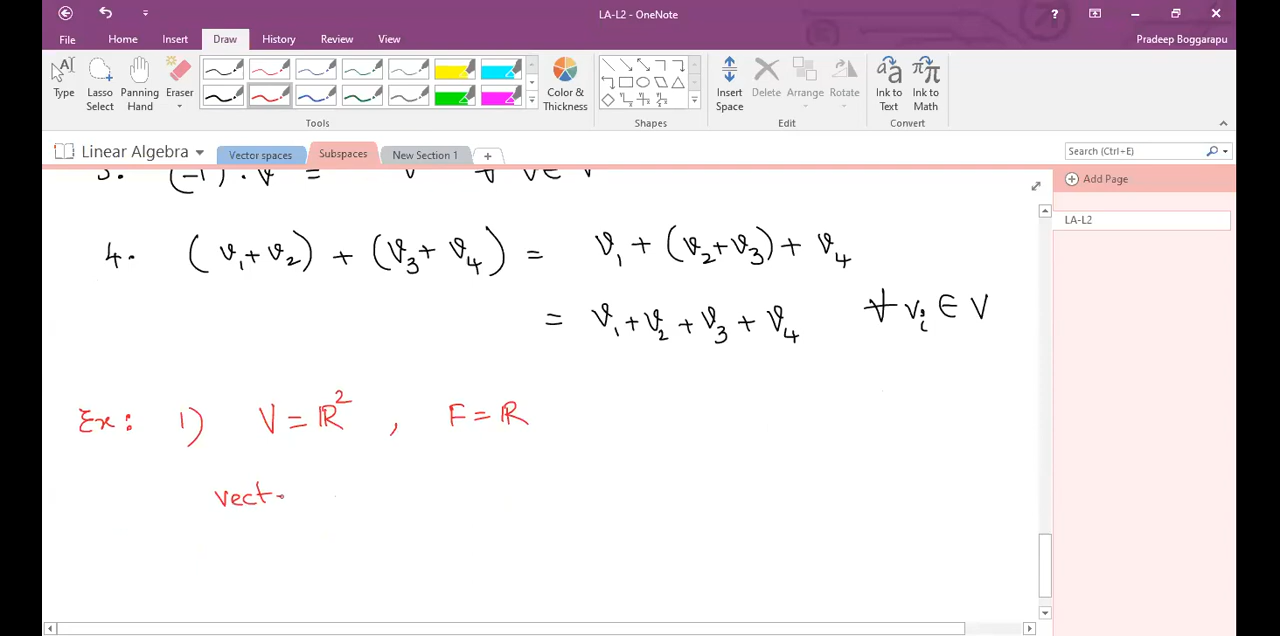 LA-L2 - OneNote
?
File Home Insert Draw History Review View
Pradeep Boggarapu
Type Lasso Select Panning Hand Eraser
Color & Thickness
Insert Space Delete Arrange Rotate
Ink to Text Ink to Math
Tools Shapes Edit Convert
Linear Algebra Vector spaces Subspaces New Section 1 +
Search (Ctrl+E)
Add Page
LA-L2
3. (-1) . v = v ∀ v ∈ V
4. (v₁+v₂) + (v₃+v₄) = v₁ + (v₂+v₃) + v₄
= v₁ + v₂ + v₃ + v₄ ∀ vᵢ ∈ V
Ex: 1) V = ℝ² , F = ℝ
vect